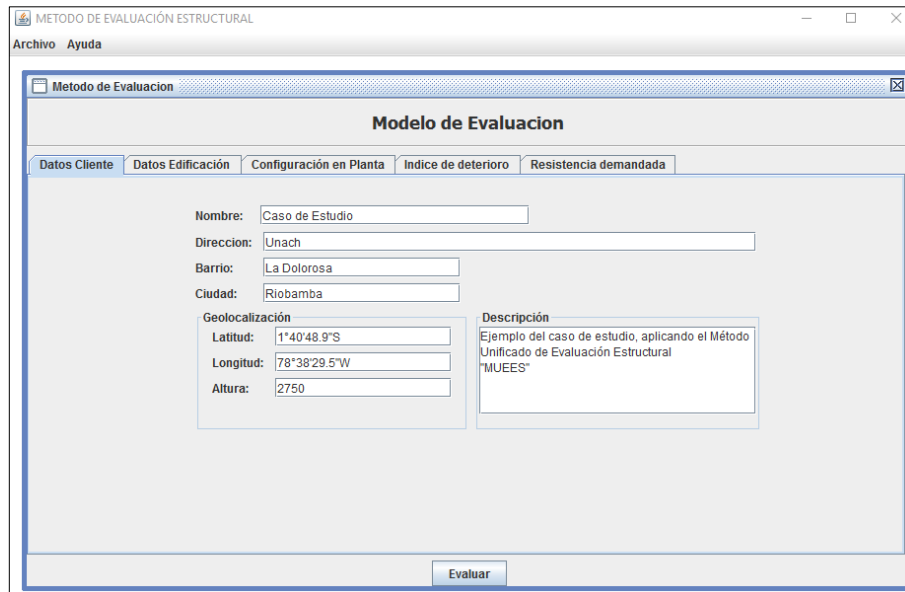 METODO DE EVALUACIÓN ESTRUCTURAL
Archivo Ayuda
Metodo de Evaluacion
Modelo de Evaluacion
Datos Cliente Datos Edificación Configuración en Planta Indice de deterioro Resistencia demandada
Nombre: Caso de Estudio
Direccion: Unach
Barrio: La Dolorosa
Ciudad: Riobamba
Geolocalización
Latitud: 1°40'48.9"S
Longitud: 78°38'29.5"W
Altura: 2750
Descripción
Ejemplo del caso de estudio, aplicando el Método
Unificado de Evaluación Estructural
"MUEES"
Evaluar